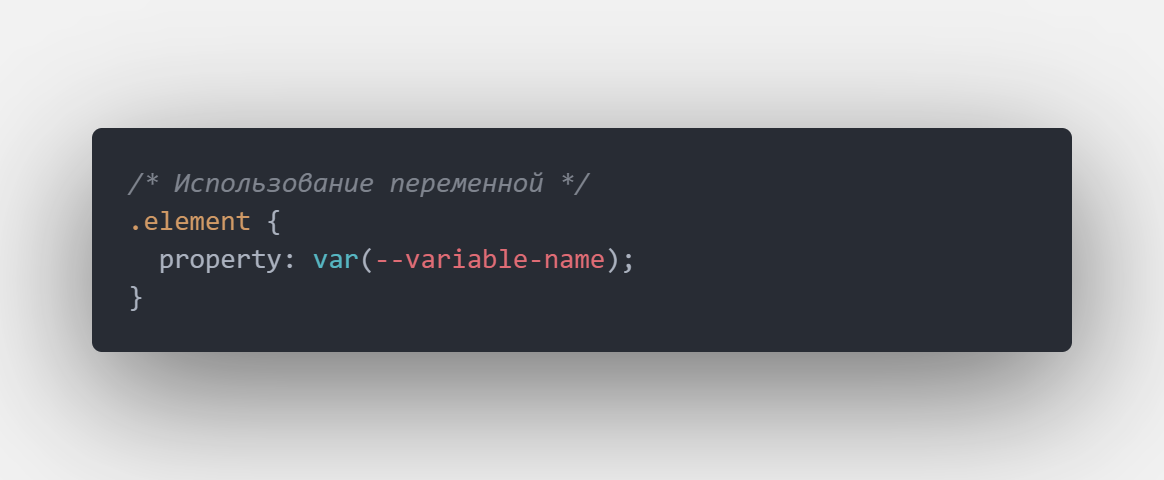 /* Использование переменной */
.element {
  property: var(--variable-name);
}